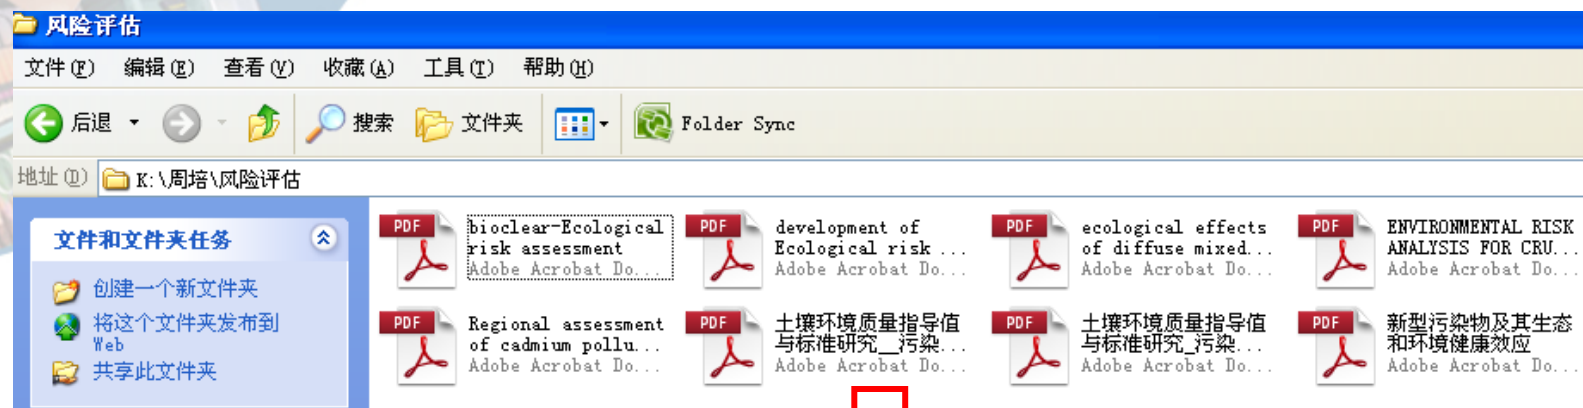 风险评估
文件(F) 编辑(E) 查看(V) 收藏(A) 工具(T) 帮助(H)
后退 搜索 文件夹 Folder Sync
地址(D) K:\周培\风险评估
文件和文件夹任务
创建一个新文件夹
将这个文件夹发布到
Web
共享此文件夹
PDF bioclear-Ecological
risk assessment
Adobe Acrobat Do...
PDF development of
Ecological risk ...
Adobe Acrobat Do...
PDF ecological effects
of diffuse mixed...
Adobe Acrobat Do...
PDF ENVIRONMENTAL RISK
ANALYSIS FOR CRU...
Adobe Acrobat Do...
PDF Regional assessment
of cadmium pollu...
Adobe Acrobat Do...
PDF 土壤环境质量指导值
与标准研究__污染...
Adobe Acrobat Do...
PDF 土壤环境质量指导值
与标准研究_污染...
Adobe Acrobat Do...
PDF 新型污染物及其生态
和环境健康效应
Adobe Acrobat Do...